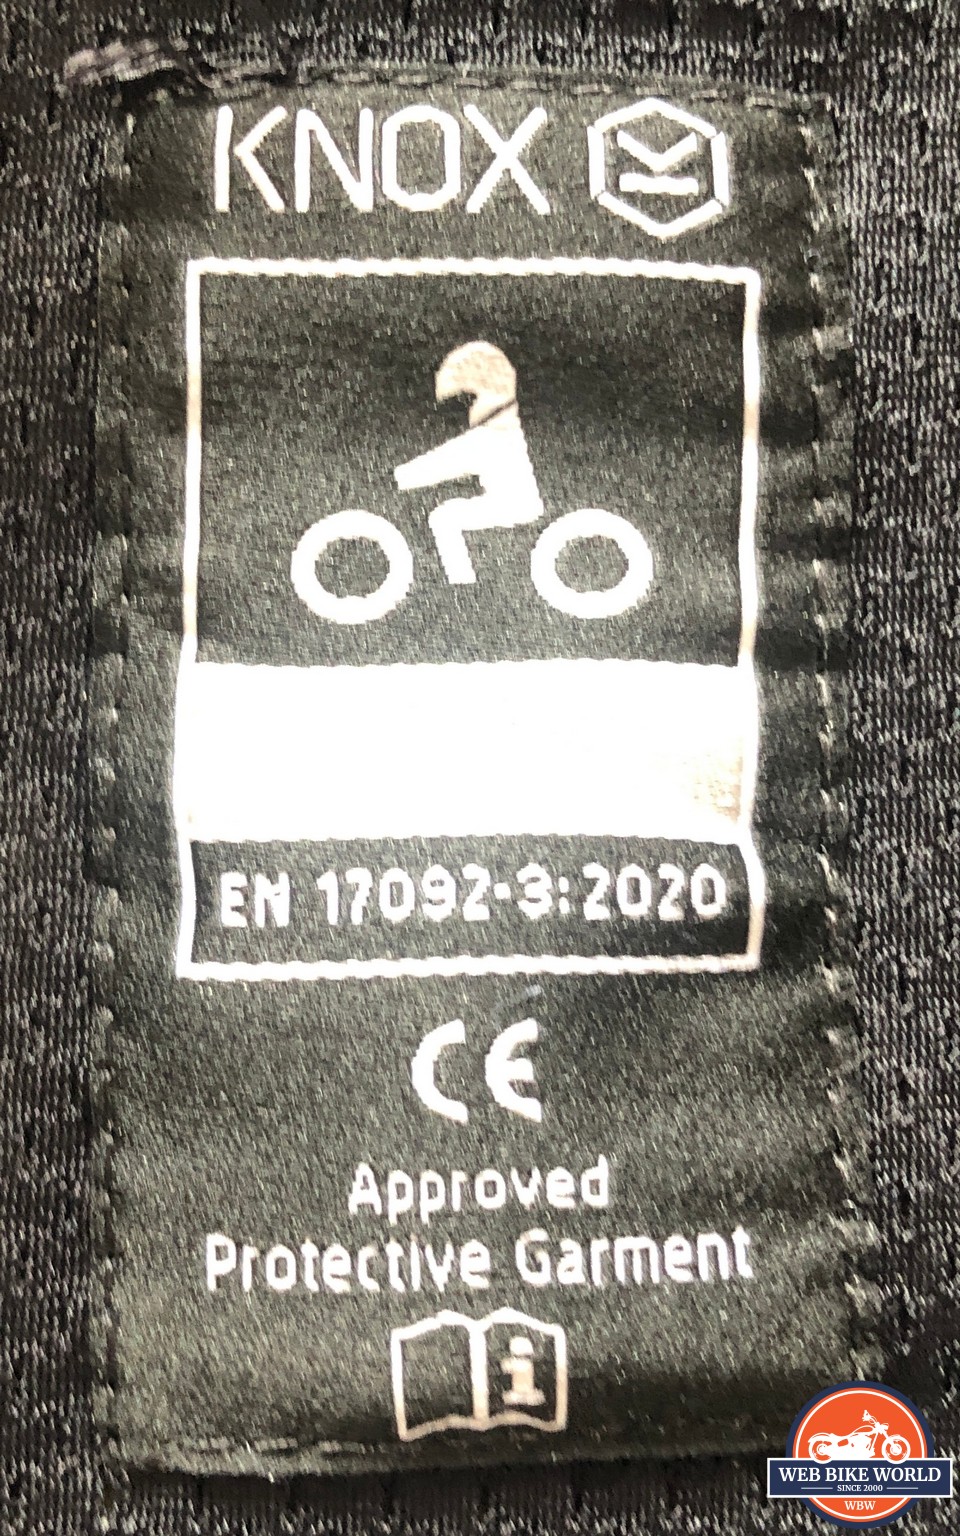 KNOX
EN 17092-3:2020
CE
Approved
Protective Garment
i
WEB BIKE WORLD
SINCE 2000
WBW